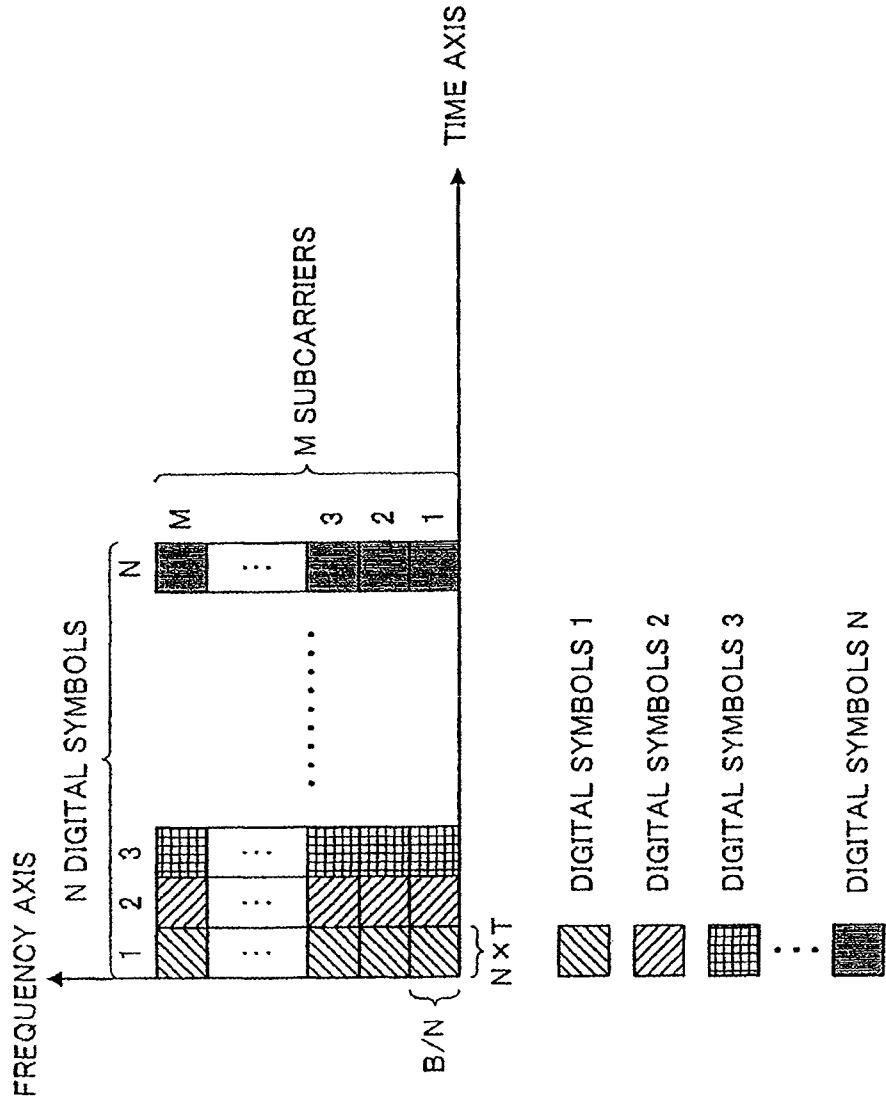 FREQUENCY AXIS
N DIGITAL SYMBOLS
1 2 3 N
M
3
2
1
M SUBCARRIERS
B/N
N × T
TIME AXIS
DIGITAL SYMBOLS 1
DIGITAL SYMBOLS 2
DIGITAL SYMBOLS 3
DIGITAL SYMBOLS N